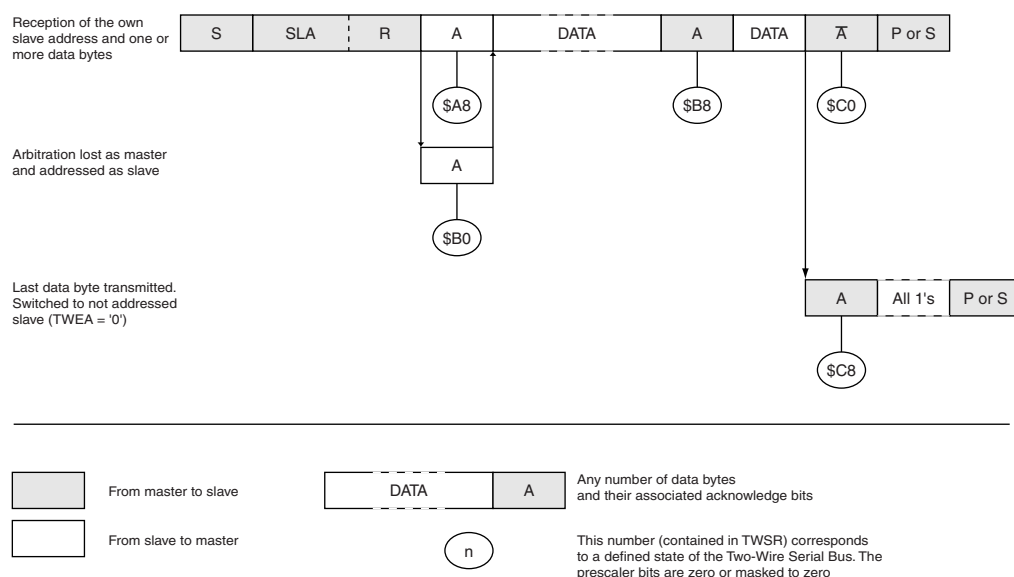 Reception of the own
slave address and one or
more data bytes
S SLA R A DATA A DATA A̅ P or S
$A8 $B8 $C0
Arbitration lost as master
and addressed as slave
A
$B0
Last data byte transmitted.
Switched to not addressed
slave (TWEA = '0')
A All 1's P or S
$C8
From master to slave
DATA A
Any number of data bytes
and their associated acknowledge bits
From slave to master
n
This number (contained in TWSR) corresponds
to a defined state of the Two-Wire Serial Bus. The
prescaler bits are zero or masked to zero